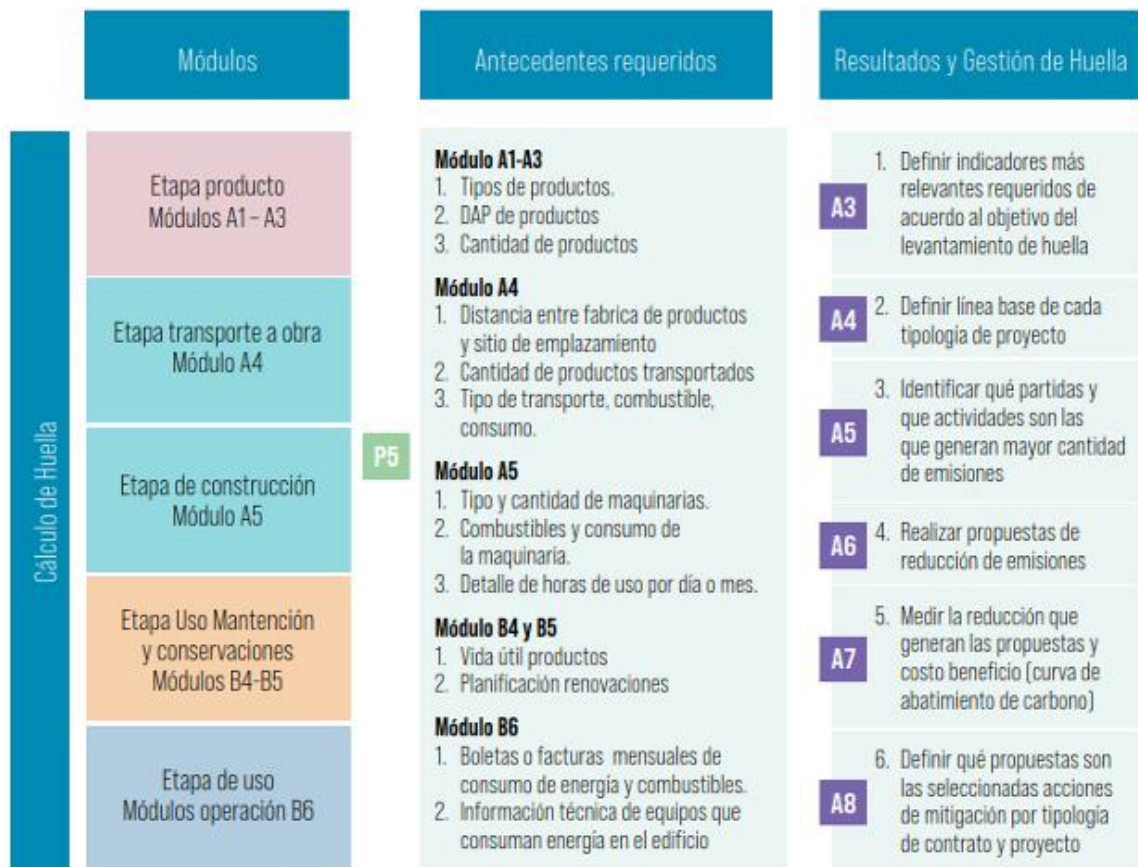 Módulos
Antecedentes requeridos
Resultados y Gestión de Huella
Cálculo de Huella
Etapa producto
Módulos A1 – A3
Etapa transporte a obra
Módulo A4
Etapa de construcción
Módulo A5
Etapa Uso Mantención
y conservaciones
Módulos B4-B5
Etapa de uso
Módulos operación B6
P5
Módulo A1-A3
1. Tipos de productos.
2. DAP de productos
3. Cantidad de productos
Módulo A4
1. Distancia entre fabrica de productos
y sitio de emplazamiento
2. Cantidad de productos transportados
3. Tipo de transporte, combustible,
consumo.
Módulo A5
1. Tipo y cantidad de maquinarias.
2. Combustibles y consumo de
la maquinaria.
3. Detalle de horas de uso por día o mes.
Módulo B4 y B5
1. Vida útil productos
2. Planificación renovaciones
Módulo B6
1. Boletas o facturas mensuales de
consumo de energía y combustibles.
2. Información técnica de equipos que
consuman energía en el edificio
A3
1. Definir indicadores más
relevantes requeridos de
acuerdo al objetivo del
levantamiento de huella
A4
2. Definir línea base de cada
tipología de proyecto
A5
3. Identificar qué partidas y
que actividades son las
que generan mayor cantidad
de emisiones
A6
4. Realizar propuestas de
reducción de emisiones
A7
5. Medir la reducción que
generan las propuestas y
costo beneficio (curva de
abatimiento de carbono)
A8
6. Definir qué propuestas son
las seleccionadas acciones
de mitigación por tipología
de contrato y proyecto